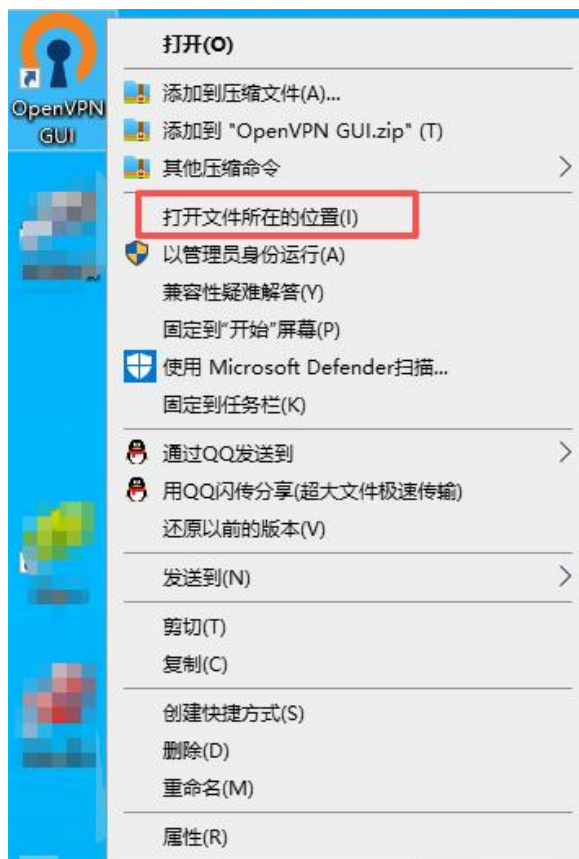 OpenVPN
GUI
打开(O)
添加到压缩文件(A)...
添加到 "OpenVPN GUI.zip" (T)
其他压缩命令
打开文件所在的位置(I)
以管理员身份运行(A)
兼容性疑难解答(Y)
固定到"开始"屏幕(P)
使用 Microsoft Defender扫描...
固定到任务栏(K)
通过QQ发送到
用QQ闪传分享(超大文件极速传输)
还原以前的版本(V)
发送到(N)
剪切(T)
复制(C)
创建快捷方式(S)
删除(D)
重命名(M)
属性(R)